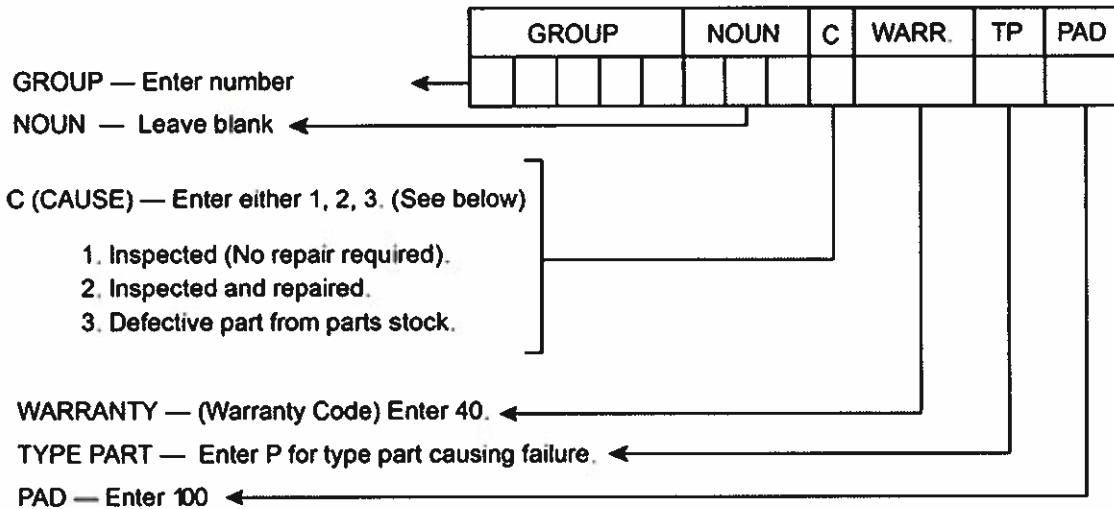 GROUP NOUN C WARR. TP PAD
GROUP — Enter number
NOUN — Leave blank
C (CAUSE) — Enter either 1, 2, 3. (See below)
1. Inspected (No repair required).
2. Inspected and repaired.
3. Defective part from parts stock.
WARRANTY — (Warranty Code) Enter 40.
TYPE PART — Enter P for type part causing failure.
PAD — Enter 100